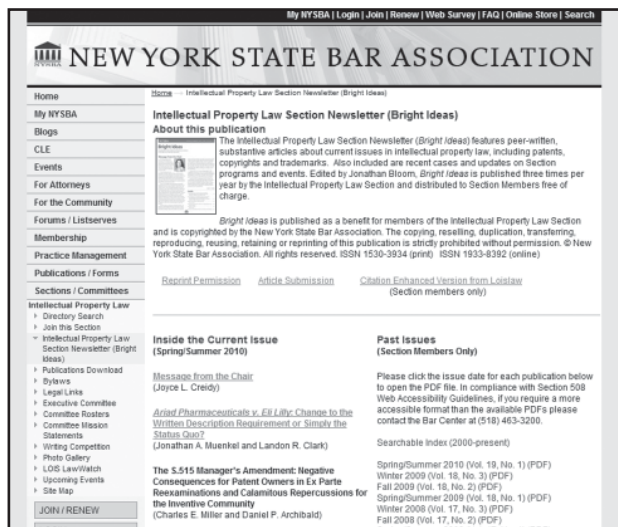 My NYSBA | Login | Join | Renew | Web Survey | FAQ | Online Store | Search
NYSBA
NEW YORK STATE BAR ASSOCIATION
Home
My NYSBA
Blogs
CLE
Events
For Attorneys
For the Community
Forums / Listserves
Membership
Practice Management
Publications / Forms
Sections / Committees
Intellectual Property Law
Directory Search
Join this Section
Intellectual Property Law
Section Newsletter (Bright
Ideas)
Publications Download
Bylaws
Legal Links
Executive Committee
Committee Rosters
Committee Mission
Statements
Writing Competition
Photo Gallery
LOIS LawWatch
Upcoming Events
Site Map
JOIN / RENEW
Home → Intellectual Property Law Section Newsletter (Bright Ideas)
Intellectual Property Law Section Newsletter (Bright Ideas)
About this publication
Bright Ideas
The Intellectual Property Law Section Newsletter (Bright Ideas) features peer-written,
substantive articles about current issues in intellectual property law, including patents,
copyrights and trademarks. Also included are recent cases and updates on Section
programs and events. Edited by Jonathan Bloom, Bright Ideas is published three times per
year by the Intellectual Property Law Section and distributed to Section Members free of
charge.
Bright Ideas is published as a benefit for members of the Intellectual Property Law Section
and is copyrighted by the New York State Bar Association. The copying, reselling, duplication, transferring,
reproducing, reusing, retaining or reprinting of this publication is strictly prohibited without permission. © New
York State Bar Association. All rights reserved. ISSN 1530-3934 (print) ISSN 1933-8392 (online)
Reprint Permission Article Submission Citation Enhanced Version from Loislaw
(Section members only)
Inside the Current Issue
(Spring/Summer 2010)
Message from the Chair
(Joyce L. Creidy)
Ariad Pharmaceuticals v. Eli Lilly: Change to the
Written Description Requirement or Simply the
Status Quo?
(Jonathan A. Muenkel and Landon R. Clark)
The S.515 Manager's Amendment: Negative
Consequences for Patent Owners in Ex Parte
Reexaminations and Calamitous Repercussions for
the Inventive Community
(Charles E. Miller and Daniel P. Archibald)
Past Issues
(Section Members Only)
Please click the issue date for each publication below
to open the PDF file. In compliance with Section 508
Web Accessibility Guidelines, if you require a more
accessible format than the available PDFs please
contact the Bar Center at (518) 463-3200.
Searchable Index (2000-present)
Spring/Summer 2010 (Vol. 19, No. 1) (PDF)
Winter 2009 (Vol. 18, No. 3) (PDF)
Fall 2009 (Vol. 18, No. 2) (PDF)
Spring/Summer 2009 (Vol. 18, No. 1) (PDF)
Winter 2008 (Vol. 17, No. 3) (PDF)
Fall 2008 (Vol. 17, No. 2) (PDF)